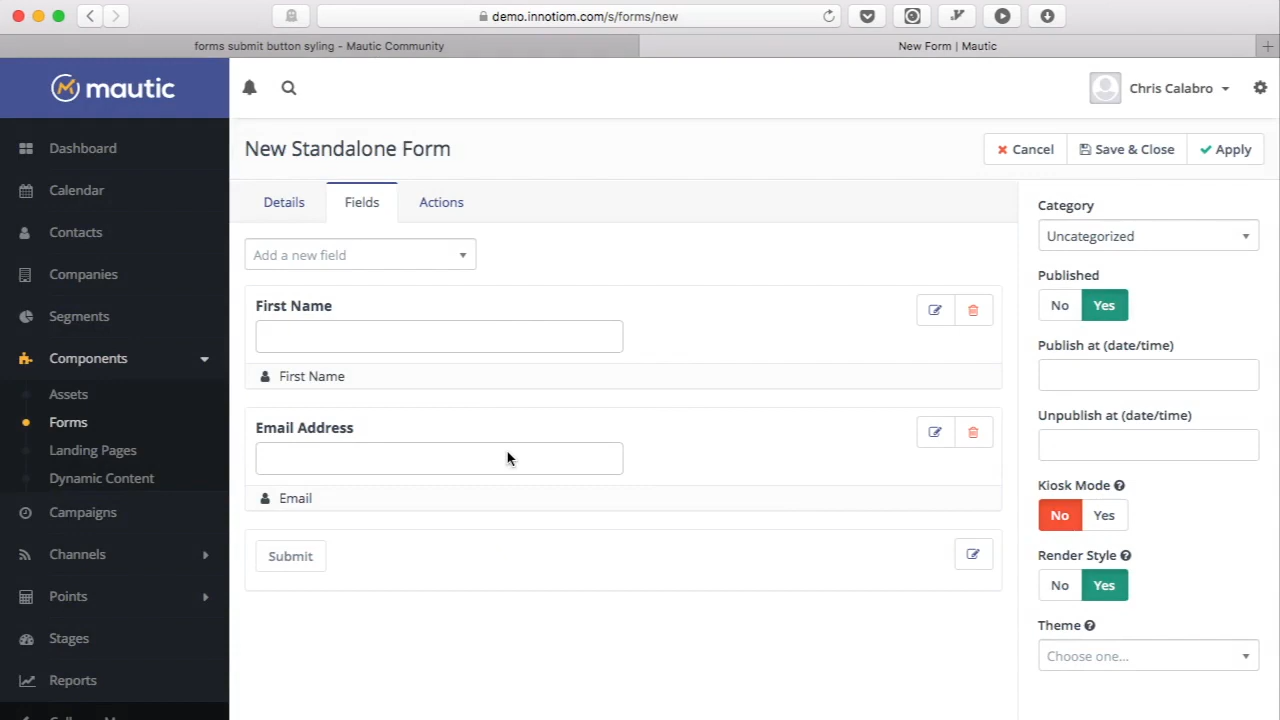 demo.innotiom.com/s/forms/new
forms submit button syling - Mautic Community
New Form | Mautic
mautic
Chris Calabro
Dashboard
Calendar
Contacts
Companies
Segments
Components
Assets
Forms
Landing Pages
Dynamic Content
Campaigns
Channels
Points
Stages
Reports
New Standalone Form
Cancel
Save & Close
Apply
Details
Fields
Actions
Add a new field
First Name
First Name
Email Address
Email
Submit
Category
Uncategorized
Published
No
Yes
Publish at (date/time)
Unpublish at (date/time)
Kiosk Mode
No
Yes
Render Style
No
Yes
Theme
Choose one...